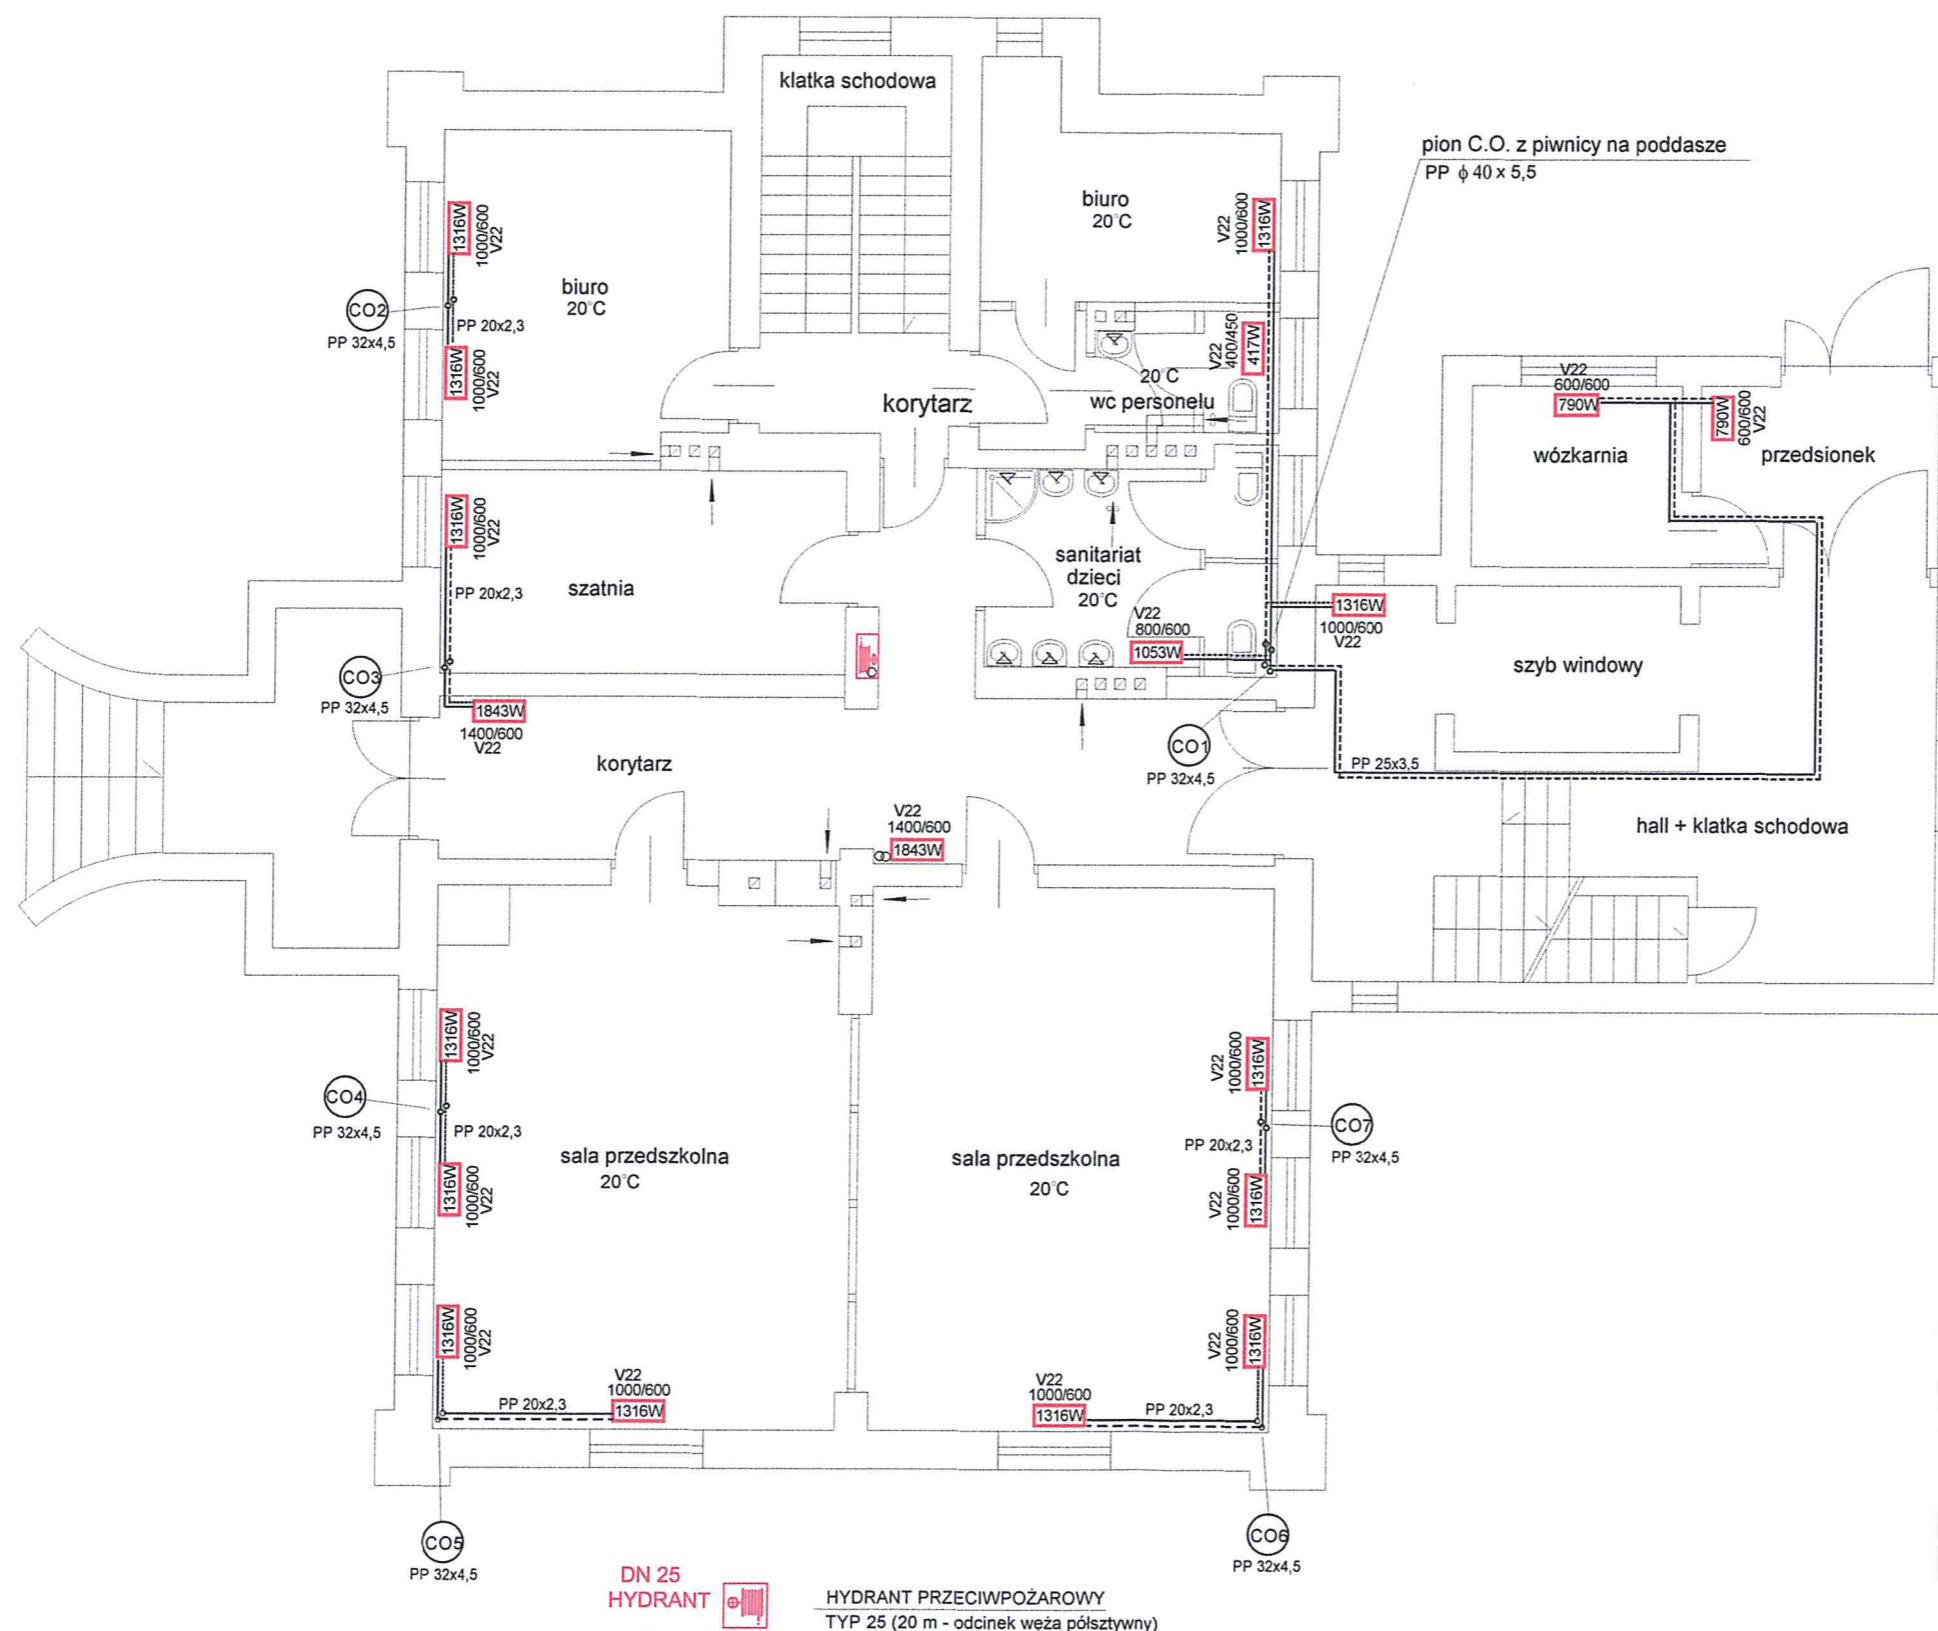 klatka schodowa
pion C.O. z piwnicy na poddasze
PP ϕ 40 x 5,5
biuro
20°C
V22
1000/600
1316W
1316W
1000/600
V22
biuro
20°C
CO2
PP 32x4,5
PP 20x2,3
1316W
1000/600
V22
V22
400/450
417W
20°C
wc personelu
korytarz
V22
600/600
790W
790W
600/600
V22
wózkarnia
przedsionek
1316W
1000/600
V22
PP 20x2,3
szatnia
sanitariat
dzieci
20°C
V22
800/600
1053W
1316W
1000/600
V22
szyb windowy
CO3
PP 32x4,5
1843W
1400/600
V22
korytarz
CO1
PP 32x4,5
PP 25x3,5
hall + klatka schodowa
V22
1400/600
1843W
1316W
1000/600
V22
V22
1000/600
1316W
CO4
PP 32x4,5
PP 20x2,3
CO7
PP 32x4,5
PP 20x2,3
sala przedszkolna
20°C
sala przedszkolna
20°C
1316W
1000/600
V22
V22
1000/600
1316W
1316W
1000/600
V22
V22
1000/600
1316W
V22
1000/600
1316W
PP 20x2,3
V22
1000/600
1316W
PP 20x2,3
CO5
PP 32x4,5
CO6
PP 32x4,5
DN 25
HYDRANT
HYDRANT PRZECIWPOŻAROWY
TYP 25 (20 m - odcinek węża półsztywny)